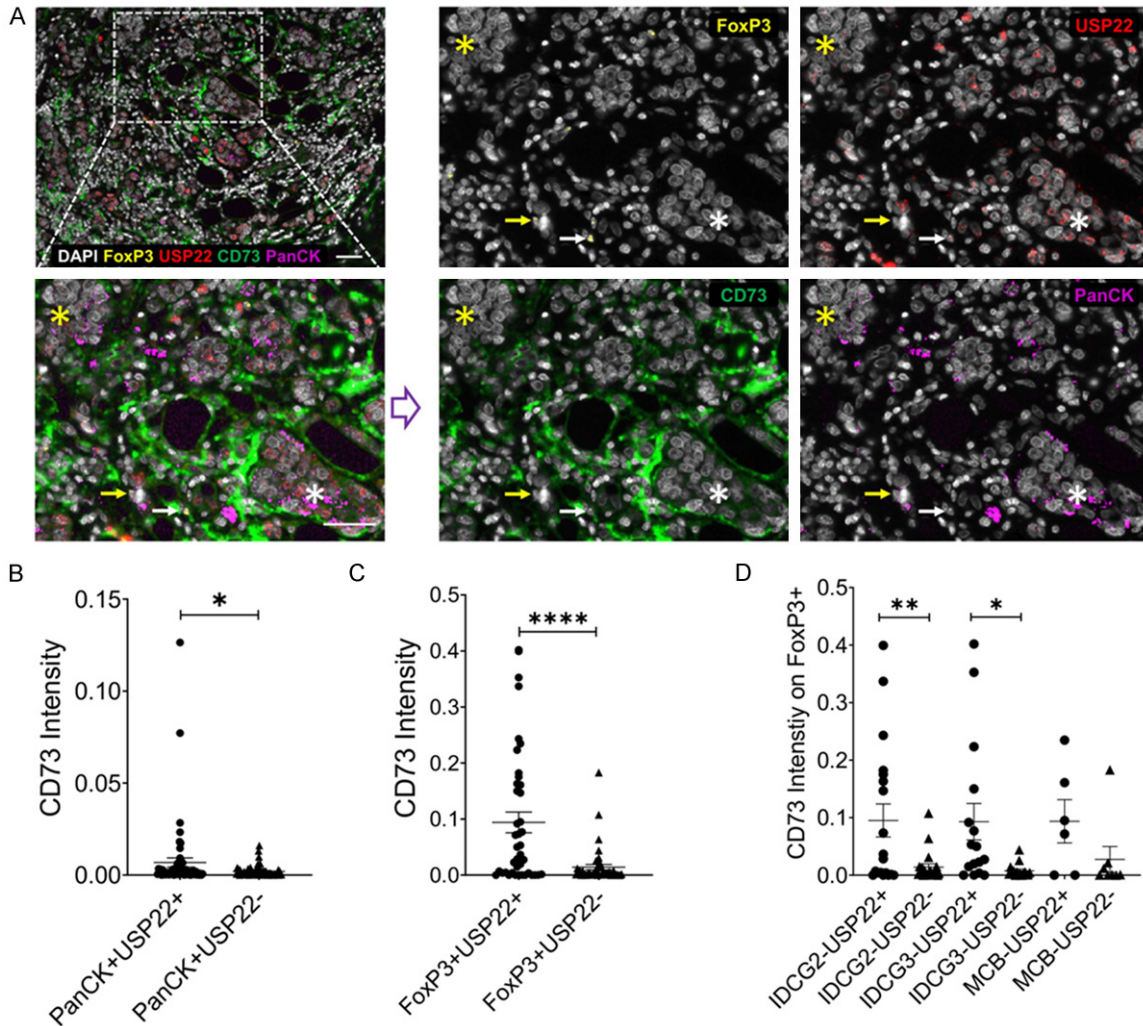 A
FoxP3
USP22
DAPI FoxP3 USP22 CD73 PanCK
CD73
PanCK
B
CD73 Intensity
0.15
0.10
0.05
0.00
*
PanCK+USP22+
PanCK+USP22-
C
CD73 Intensity
0.5
0.4
0.3
0.2
0.1
0.0
****
FoxP3+USP22+
FoxP3+USP22-
D
CD73 Intenstiy on FoxP3+
0.5
0.4
0.3
0.2
0.1
0.0
**
*
IDCG2-USP22+
IDCG2-USP22-
IDCG3-USP22+
IDCG3-USP22-
MCB-USP22+
MCB-USP22-